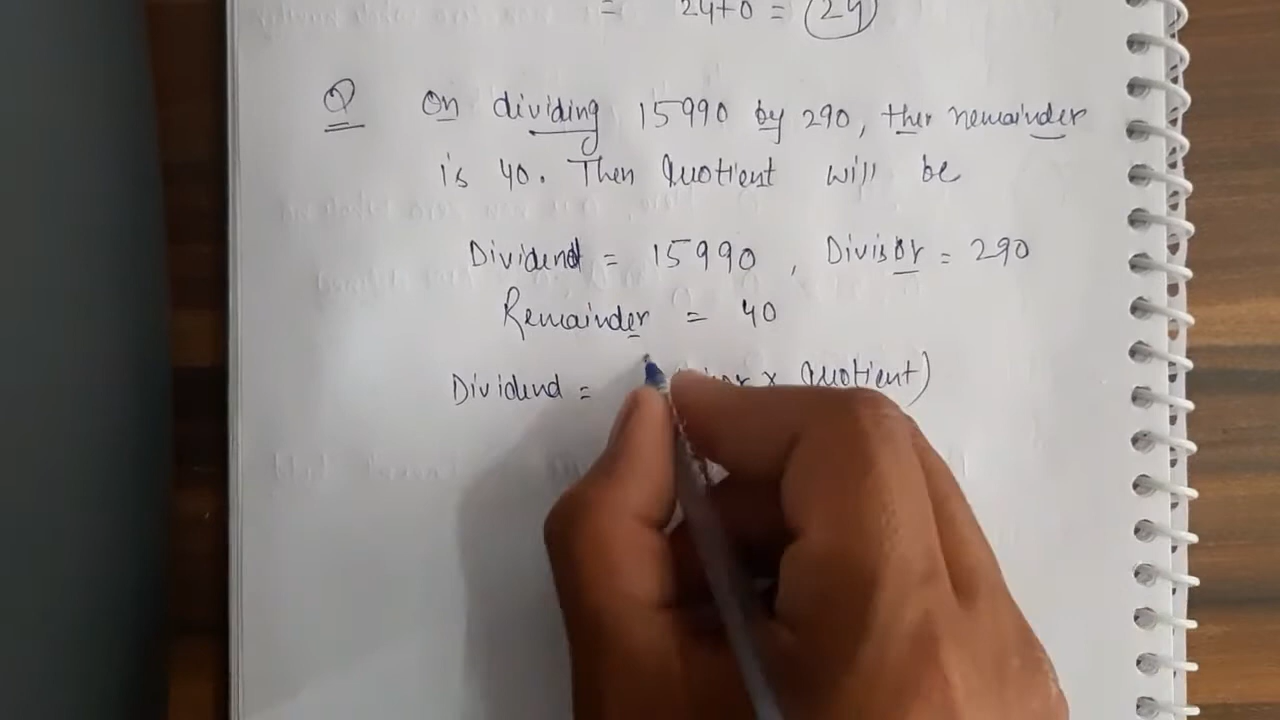 = 24+0 = 24
Q On dividing 15990 by 290, ther remainder
is 40. Then Quotient will be
Dividend = 15990 , Divisor = 290
Remainder = 40
Dividend = × Quotient)